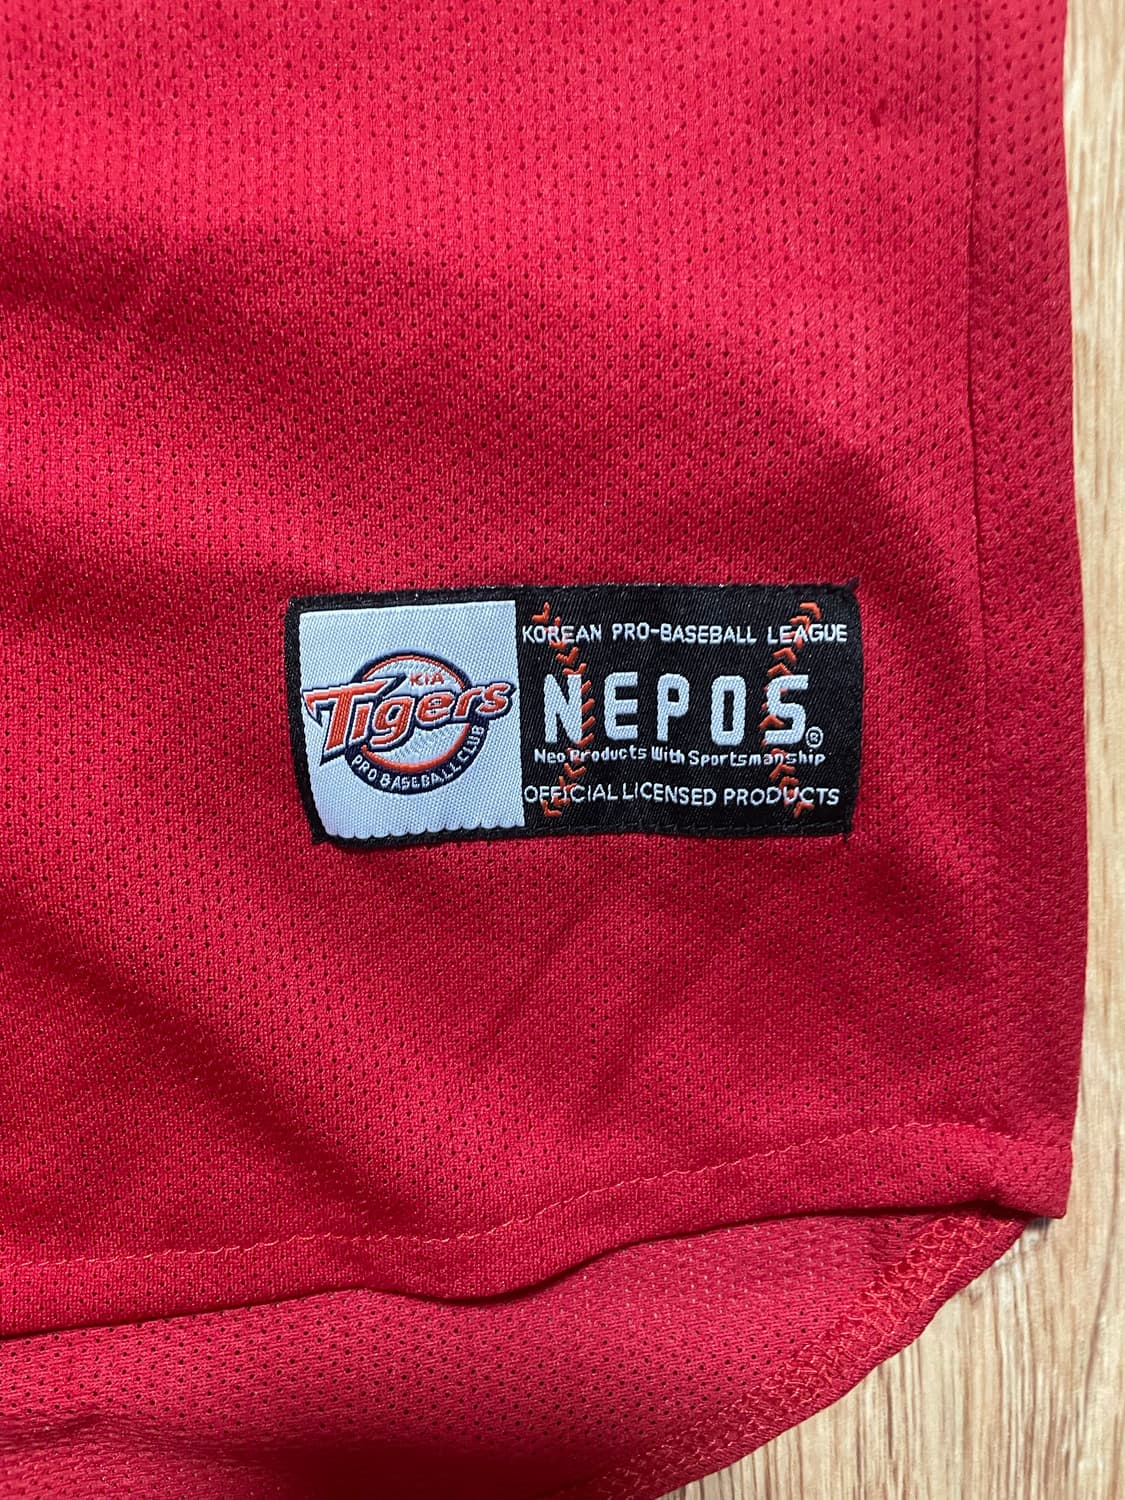 KIA
Tigers
PRO BASEBALL CLUB
KOREAN PRO-BASEBALL LEAGUE
NEPOS®
Neo Products With Sportsmanship
OFFICIAL LICENSED PRODUCTS